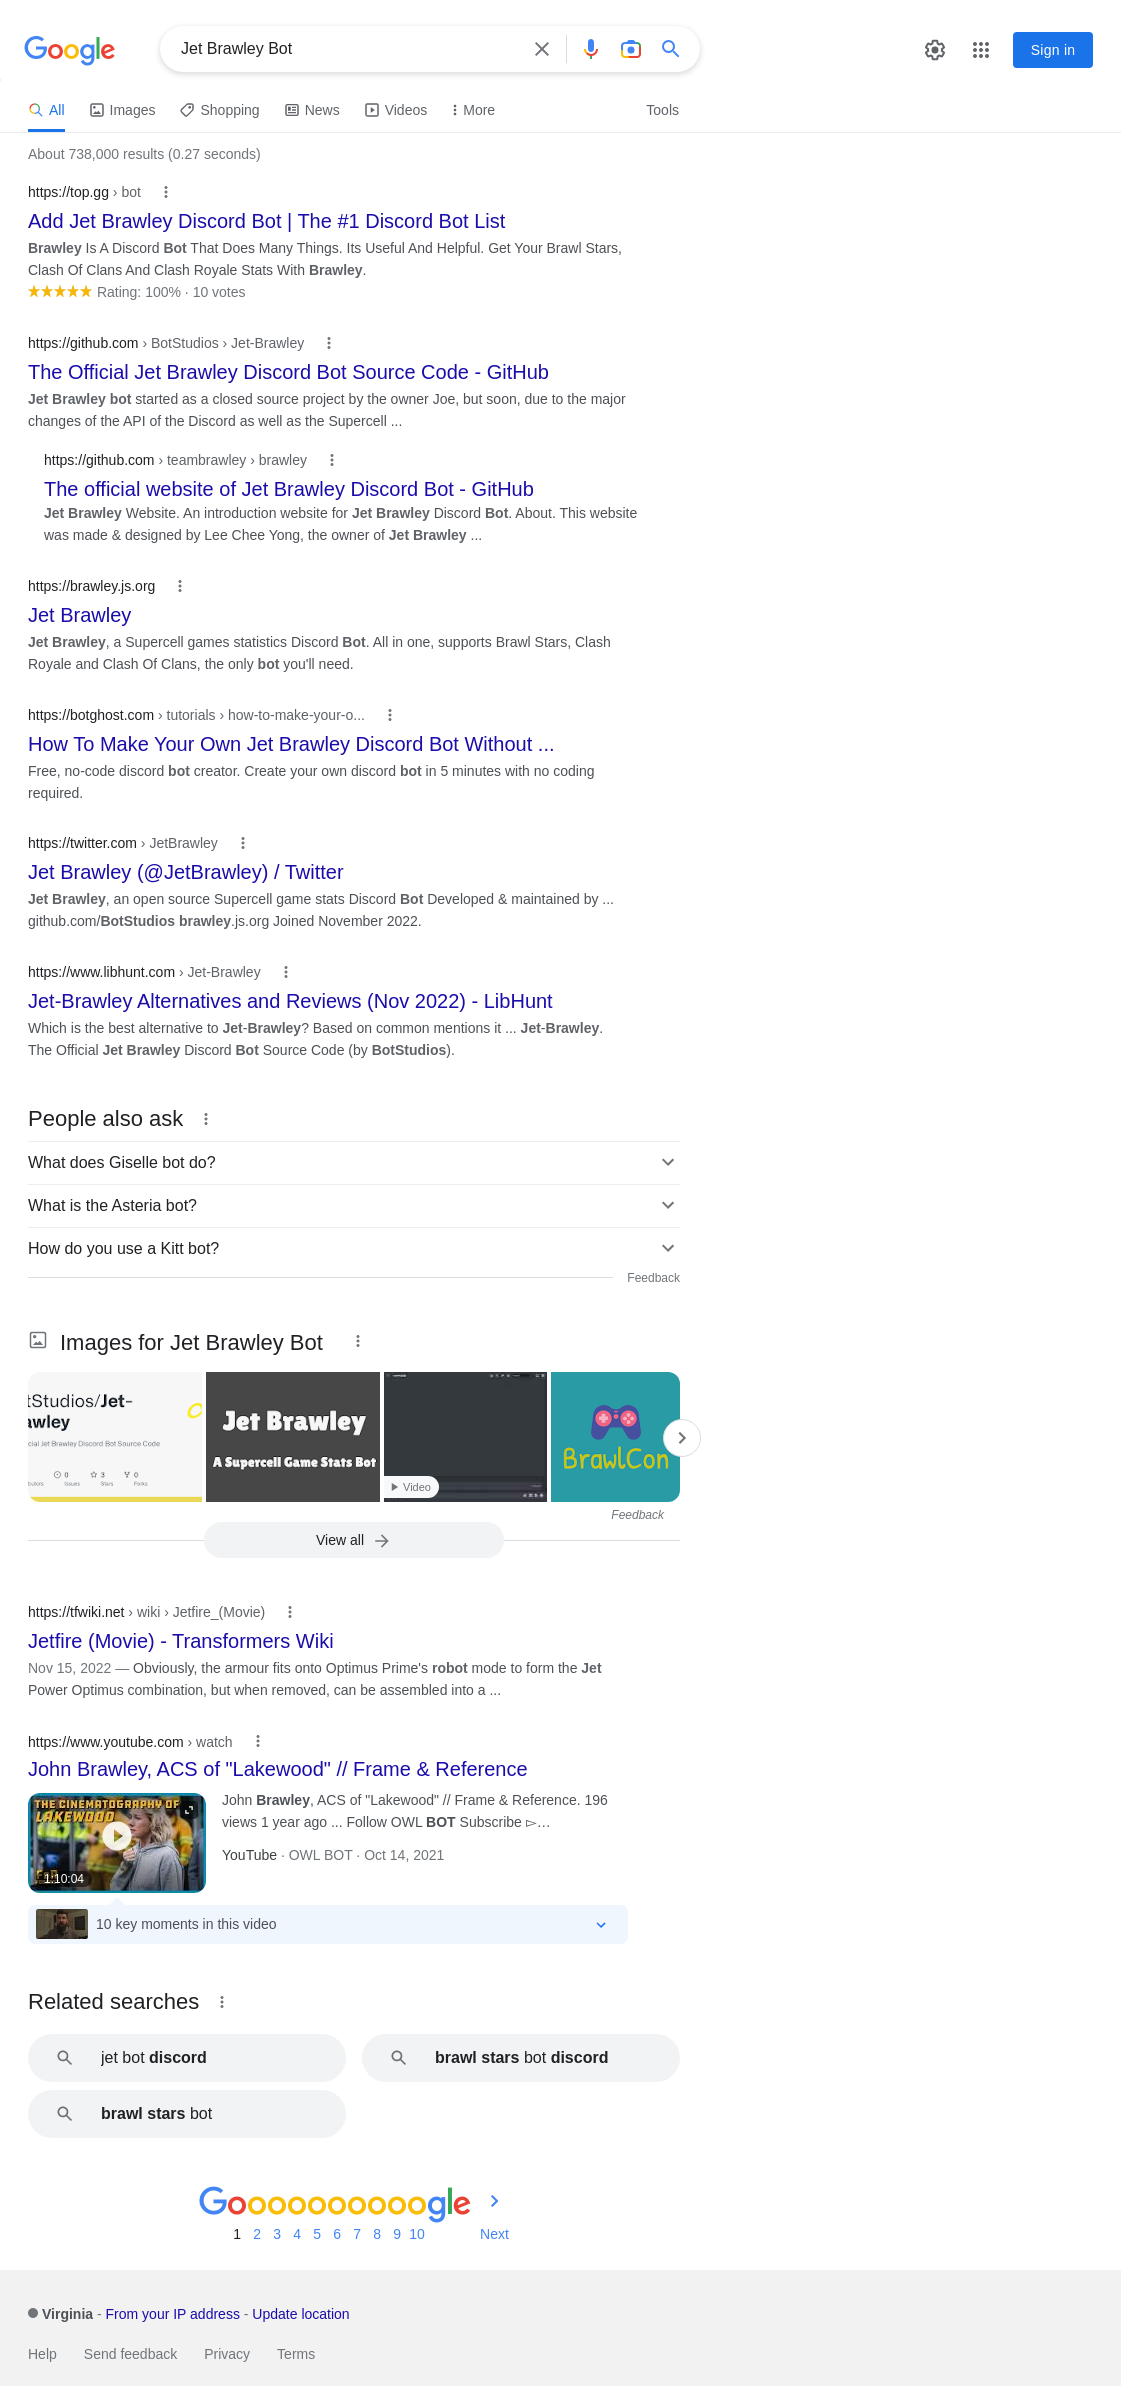 Google
Jet Brawley Bot
Sign in
All
Images
Shopping
News
Videos
More
Tools
About 738,000 results (0.27 seconds)
https://top.gg › bot
Add Jet Brawley Discord Bot | The #1 Discord Bot List
Brawley Is A Discord Bot That Does Many Things. Its Useful And Helpful. Get Your Brawl Stars,
Clash Of Clans And Clash Royale Stats With Brawley.
Rating: 100% · 10 votes
https://github.com › BotStudios › Jet-Brawley
The Official Jet Brawley Discord Bot Source Code - GitHub
Jet Brawley bot started as a closed source project by the owner Joe, but soon, due to the major
changes of the API of the Discord as well as the Supercell ...
https://github.com › teambrawley › brawley
The official website of Jet Brawley Discord Bot - GitHub
Jet Brawley Website. An introduction website for Jet Brawley Discord Bot. About. This website
was made & designed by Lee Chee Yong, the owner of Jet Brawley ...
https://brawley.js.org
Jet Brawley
Jet Brawley, a Supercell games statistics Discord Bot. All in one, supports Brawl Stars, Clash
Royale and Clash Of Clans, the only bot you'll need.
https://botghost.com › tutorials › how-to-make-your-o...
How To Make Your Own Jet Brawley Discord Bot Without ...
Free, no-code discord bot creator. Create your own discord bot in 5 minutes with no coding
required.
https://twitter.com › JetBrawley
Jet Brawley (@JetBrawley) / Twitter
Jet Brawley, an open source Supercell game stats Discord Bot Developed & maintained by ...
github.com/BotStudios brawley.js.org Joined November 2022.
https://www.libhunt.com › Jet-Brawley
Jet-Brawley Alternatives and Reviews (Nov 2022) - LibHunt
Which is the best alternative to Jet-Brawley? Based on common mentions it ... Jet-Brawley.
The Official Jet Brawley Discord Bot Source Code (by BotStudios).
People also ask
What does Giselle bot do?
What is the Asteria bot?
How do you use a Kitt bot?
Feedback
Images for Jet Brawley Bot
tStudios/Jet-
awley
cial Jet Brawley Discord Bot Source Code
0
3
0
butors
Issues
Stars
Forks
Jet Brawley
A Supercell Game Stats Bot
Video
BrawlCon
Feedback
View all
https://tfwiki.net › wiki › Jetfire_(Movie)
Jetfire (Movie) - Transformers Wiki
Nov 15, 2022 — Obviously, the armour fits onto Optimus Prime's robot mode to form the Jet
Power Optimus combination, but when removed, can be assembled into a ...
https://www.youtube.com › watch
John Brawley, ACS of "Lakewood" // Frame & Reference
THE CINEMATOGRAPHY OF
LAKEWOOD
1:10:04
John Brawley, ACS of "Lakewood" // Frame & Reference. 196
views 1 year ago ... Follow OWL BOT Subscribe ▻…
YouTube · OWL BOT · Oct 14, 2021
10 key moments in this video
Related searches
jet bot discord
brawl stars bot discord
brawl stars bot
Goooooooooogle
1 2 3 4 5 6 7 8 9 10 Next
Virginia - From your IP address - Update location
Help
Send feedback
Privacy
Terms